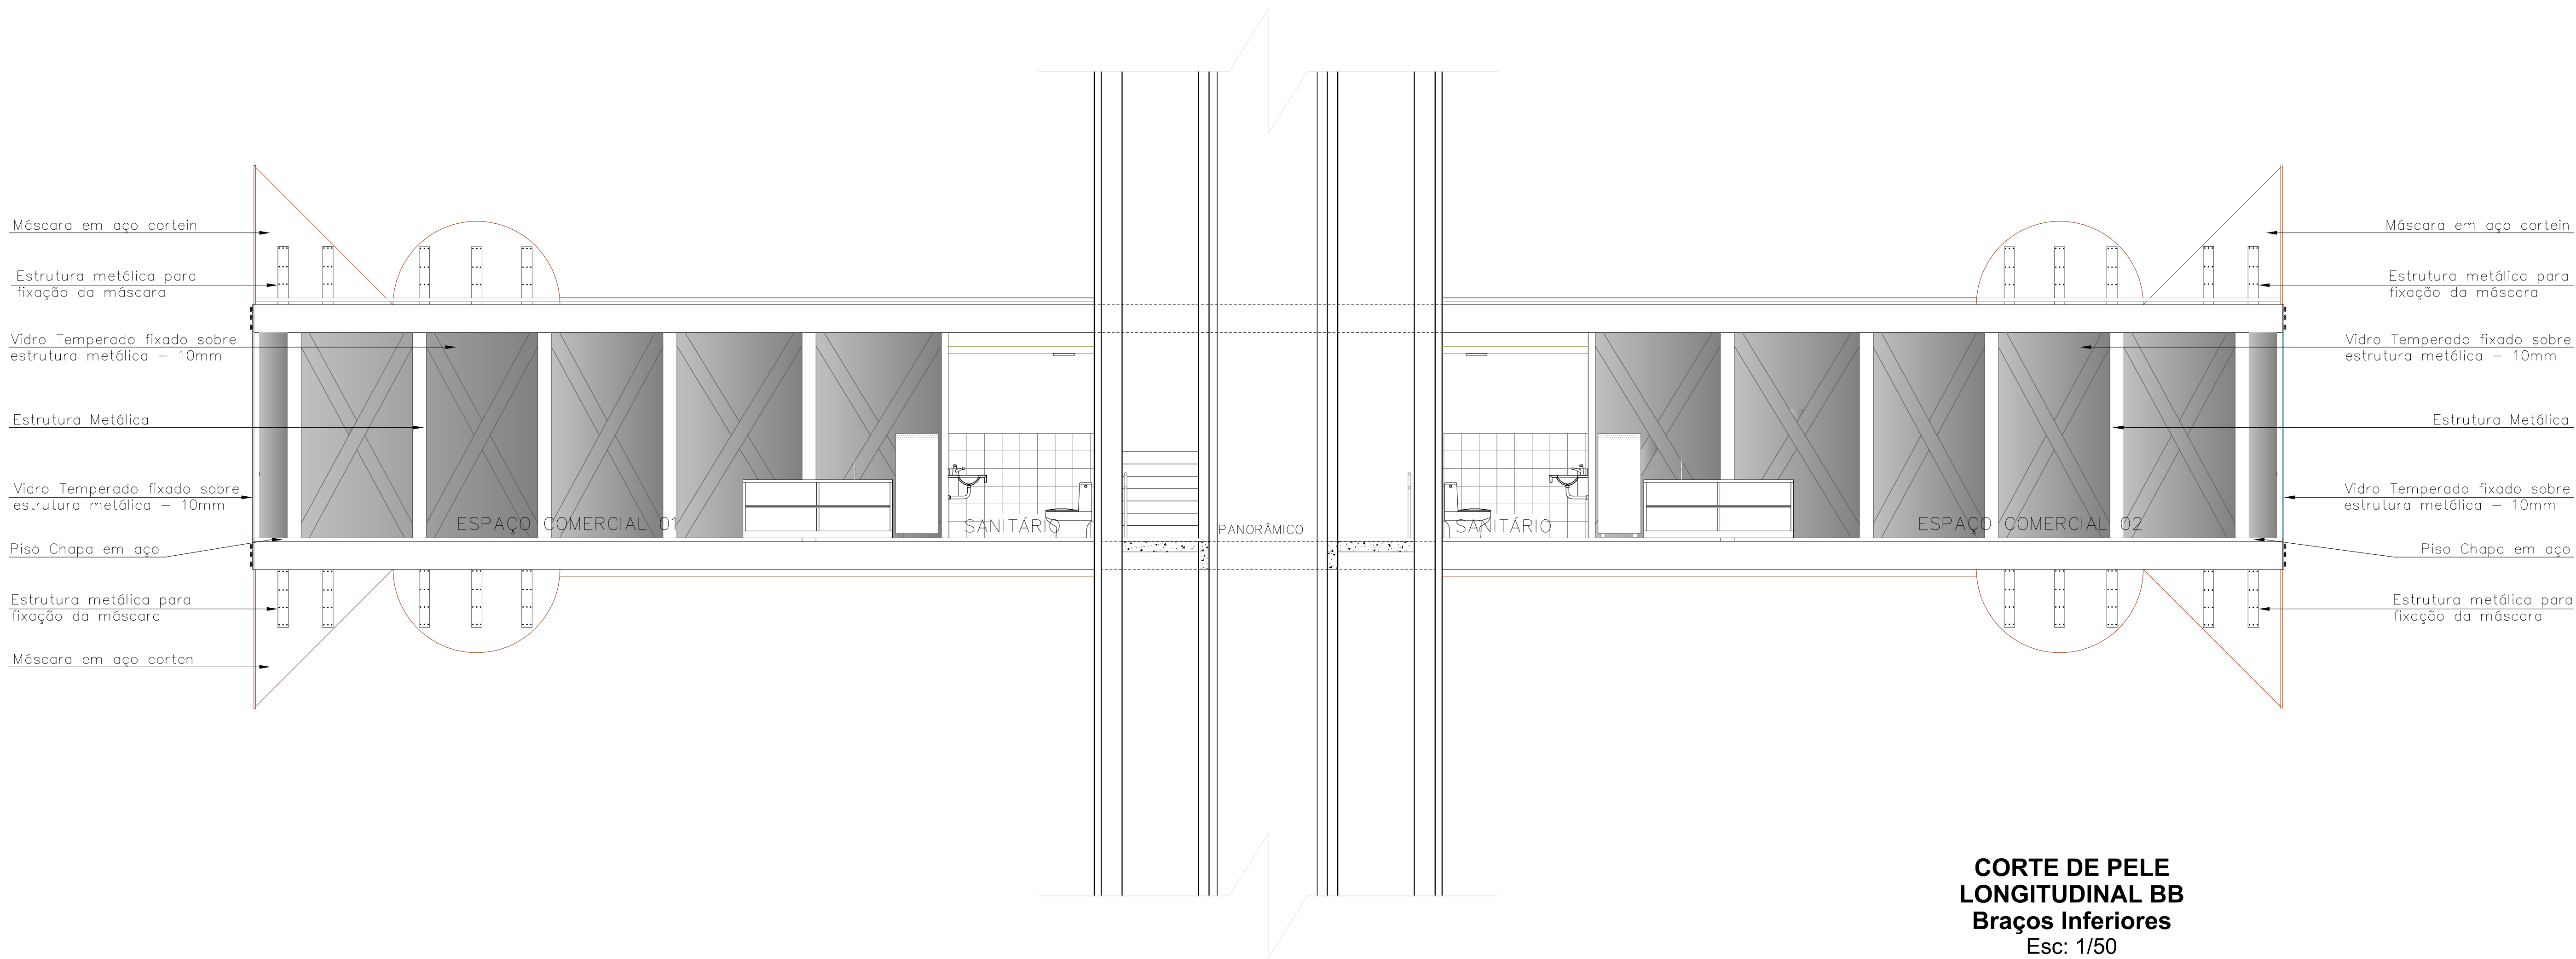 Máscara em aço cortein
Estrutura metálica para
fixação da máscara
Vidro Temperado fixado sobre
estrutura metálica - 10mm
Estrutura Metálica
Vidro Temperado fixado sobre
estrutura metálica - 10mm
Piso Chapa em aço
Estrutura metálica para
fixação da máscara
Máscara em aço corten
ESPAÇO COMERCIAL 01
SANITÁRIO
PANORÂMICO
SANITÁRIO
ESPAÇO COMERCIAL 02
Máscara em aço cortein
Estrutura metálica para
fixação da máscara
Vidro Temperado fixado sobre
estrutura metálica - 10mm
Estrutura Metálica
Vidro Temperado fixado sobre
estrutura metálica - 10mm
Piso Chapa em aço
Estrutura metálica para
fixação da máscara
CORTE DE PELE
LONGITUDINAL BB
Braços Inferiores
Esc: 1/50